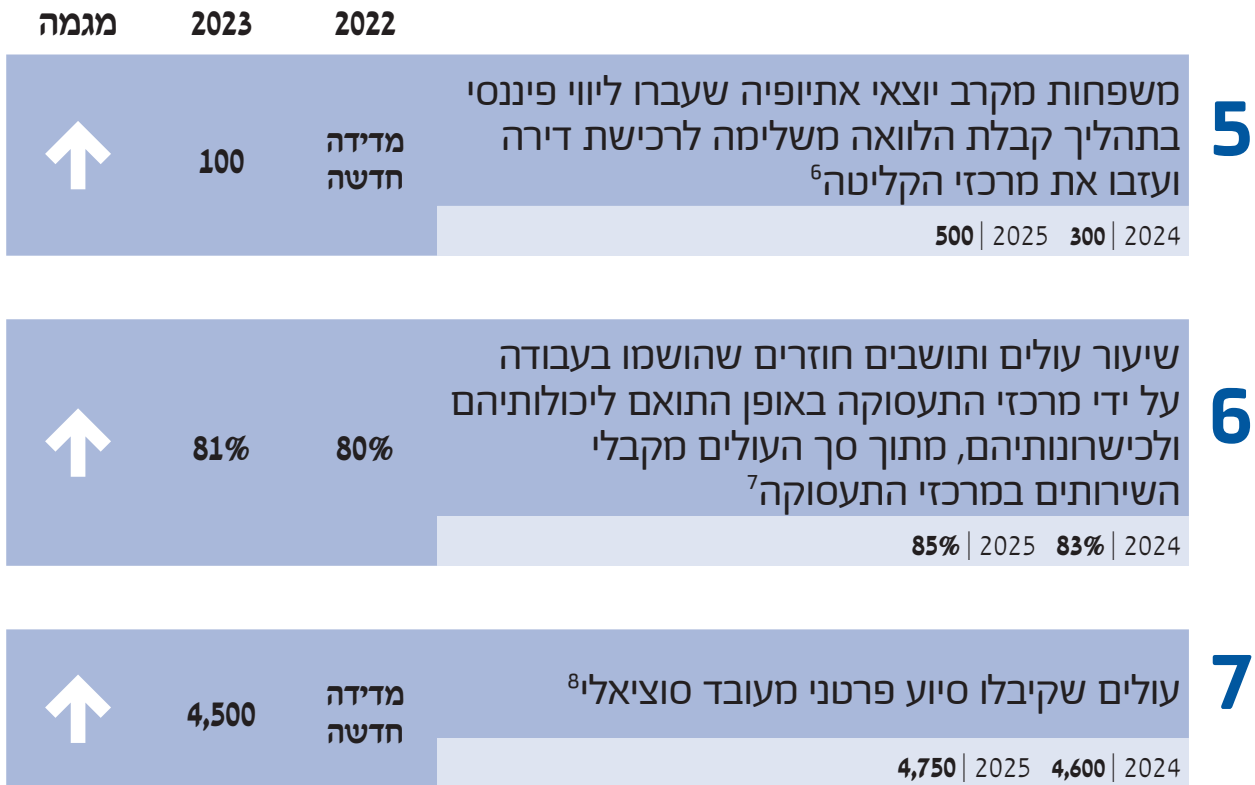 2022 2023 מגמה
5
משפחות מקרב יוצאי אתיופיה שעברו ליווי פיננסי
בתהליך קבלת הלוואה משלימה לרכישת דירה
ועזבו את מרכזי הקליטה⁶
מדידה
חדשה
100
2024 | 300 2025 | 500
6
שיעור עולים ותושבים חוזרים שהושמו בעבודה
על ידי מרכזי התעסוקה באופן התואם ליכולותיהם
ולכישרונותיהם, מתוך סך העולים מקבלי
השירותים במרכזי התעסוקה⁷
80% 81%
2024 | 83% 2025 | 85%
7
עולים שקיבלו סיוע פרטני מעובד סוציאלי⁸
מדידה
חדשה
4,500
2024 | 4,600 2025 | 4,750